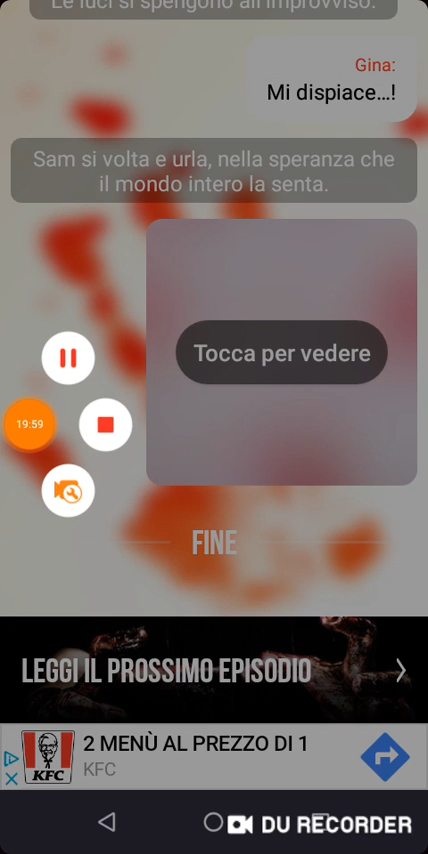 Le luci si spengono all'improvviso.
Gina:
Mi dispiace...!
Sam si volta e urla, nella speranza che
il mondo intero la senta.
Tocca per vedere
19:59
FINE
LEGGI IL PROSSIMO EPISODIO
2 MENÙ AL PREZZO DI 1
KFC
KFC
DU RECORDER